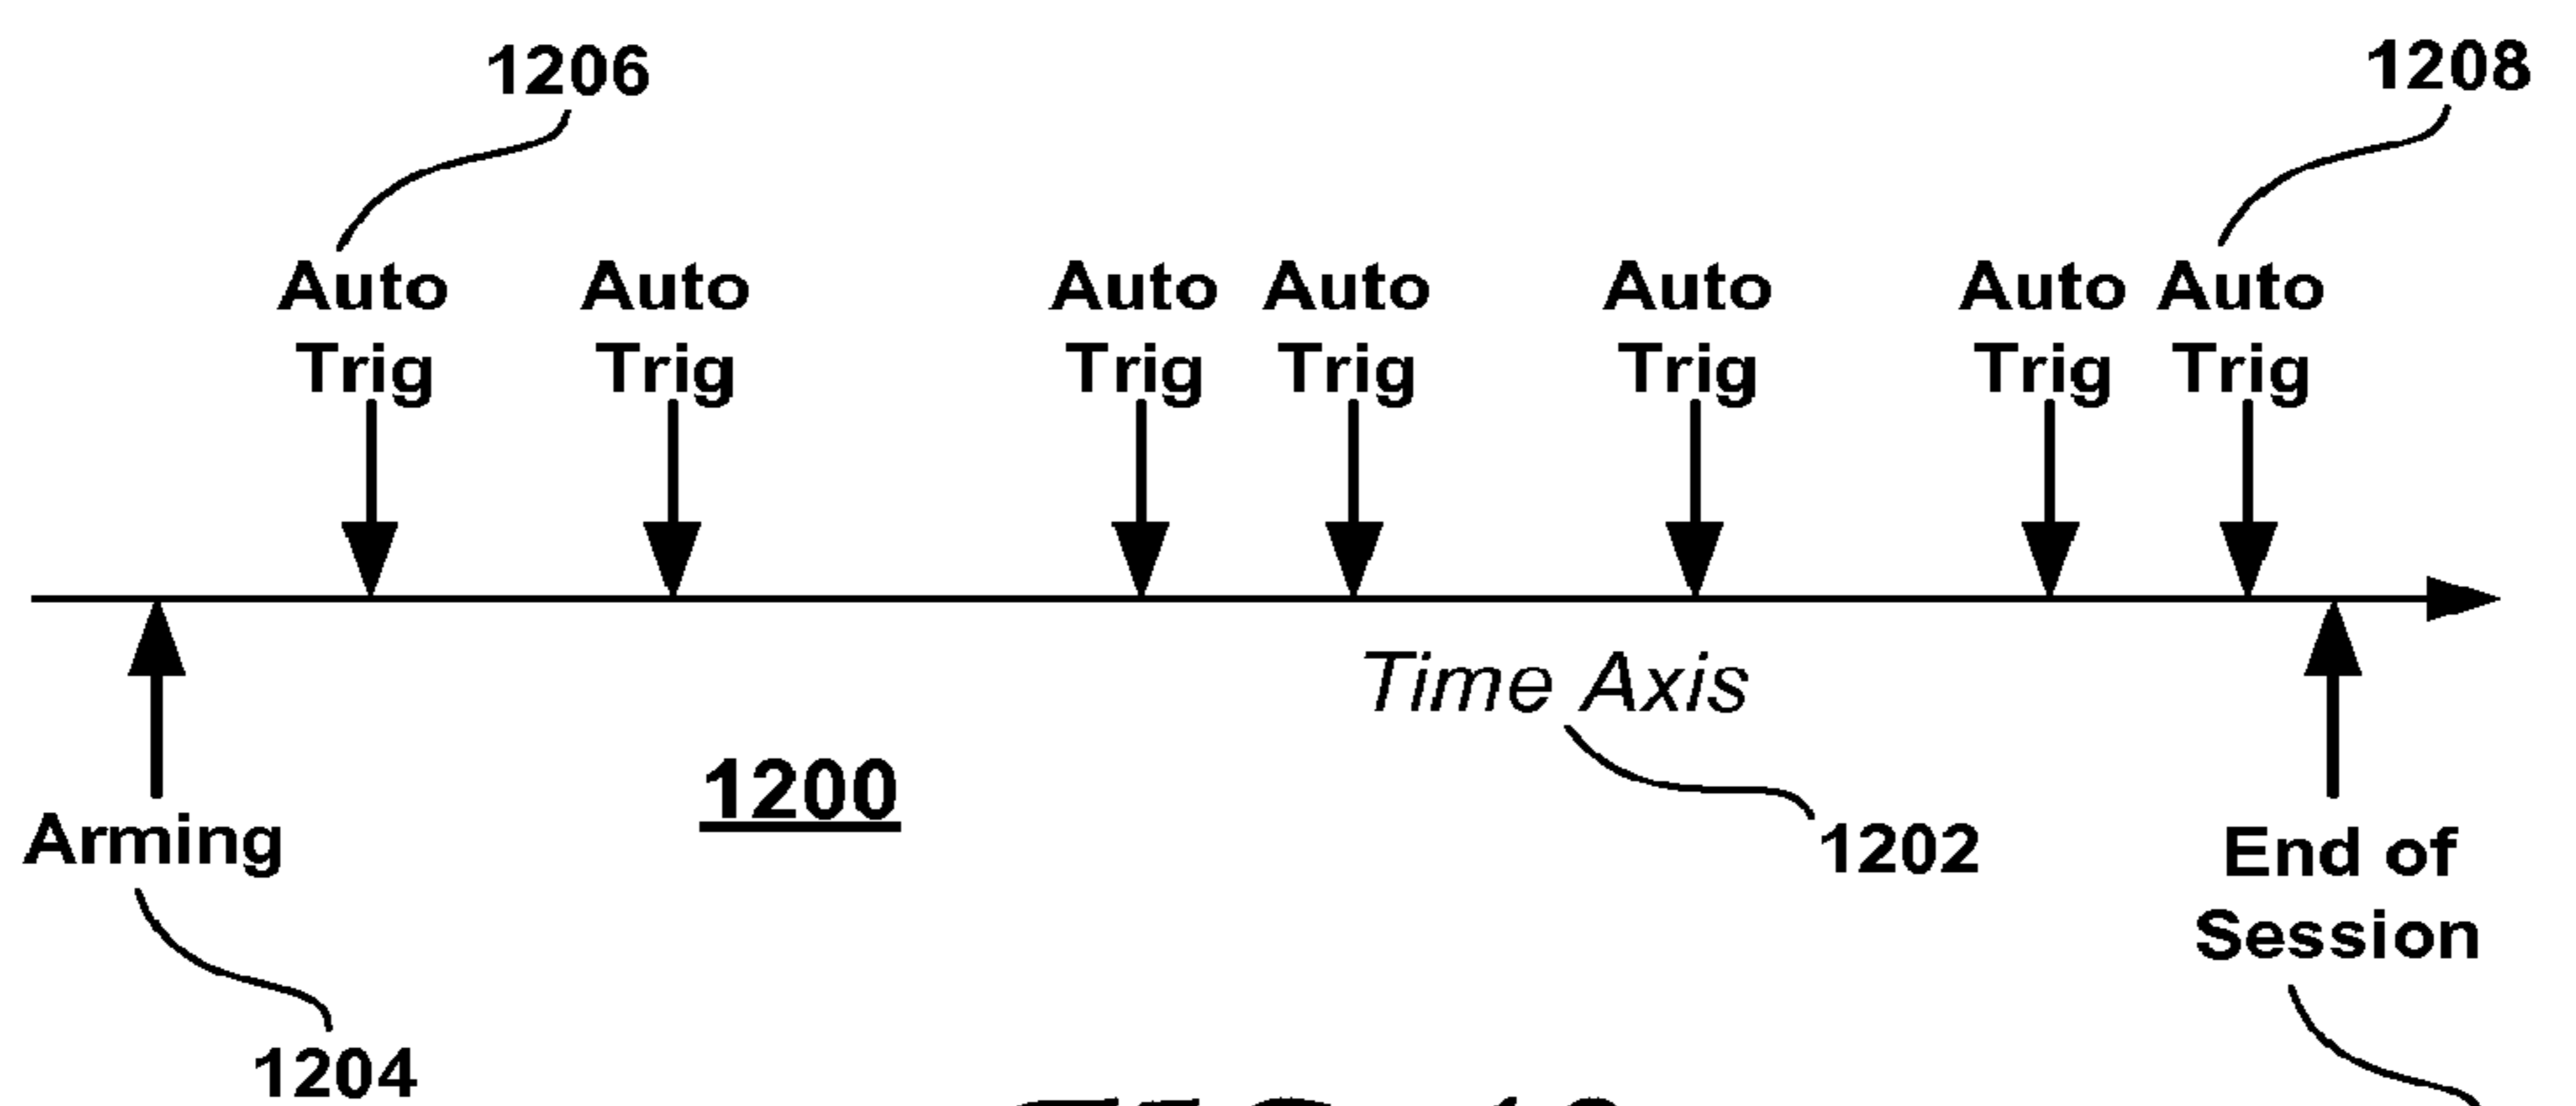 1206
1208
Auto Auto Auto Auto Auto Auto Auto
Trig Trig Trig Trig Trig Trig Trig
Time Axis
1200
Arming
1202
End of
Session
1204